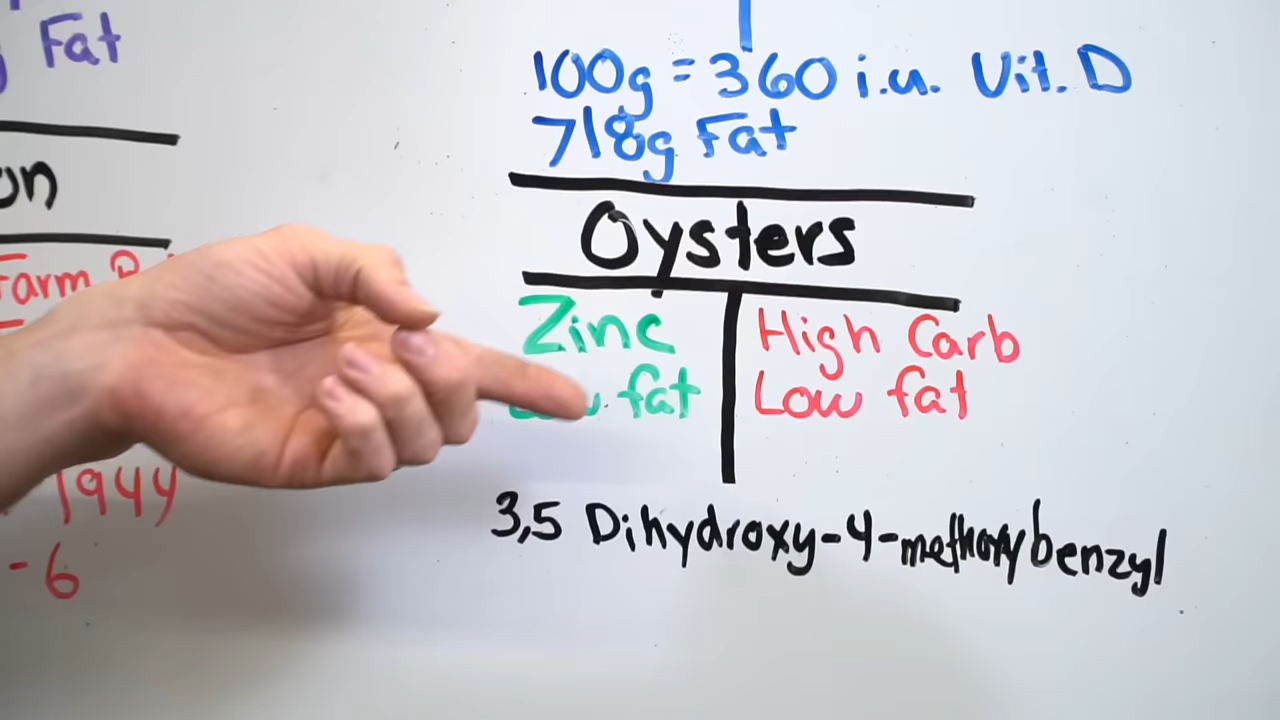 Fat
on
1944
-6
100g = 360 i.u. Vit. D
718g Fat
Oysters
Zinc
fat
High Carb
Low fat
3,5 Dihydroxy-4-methoxybenzyl